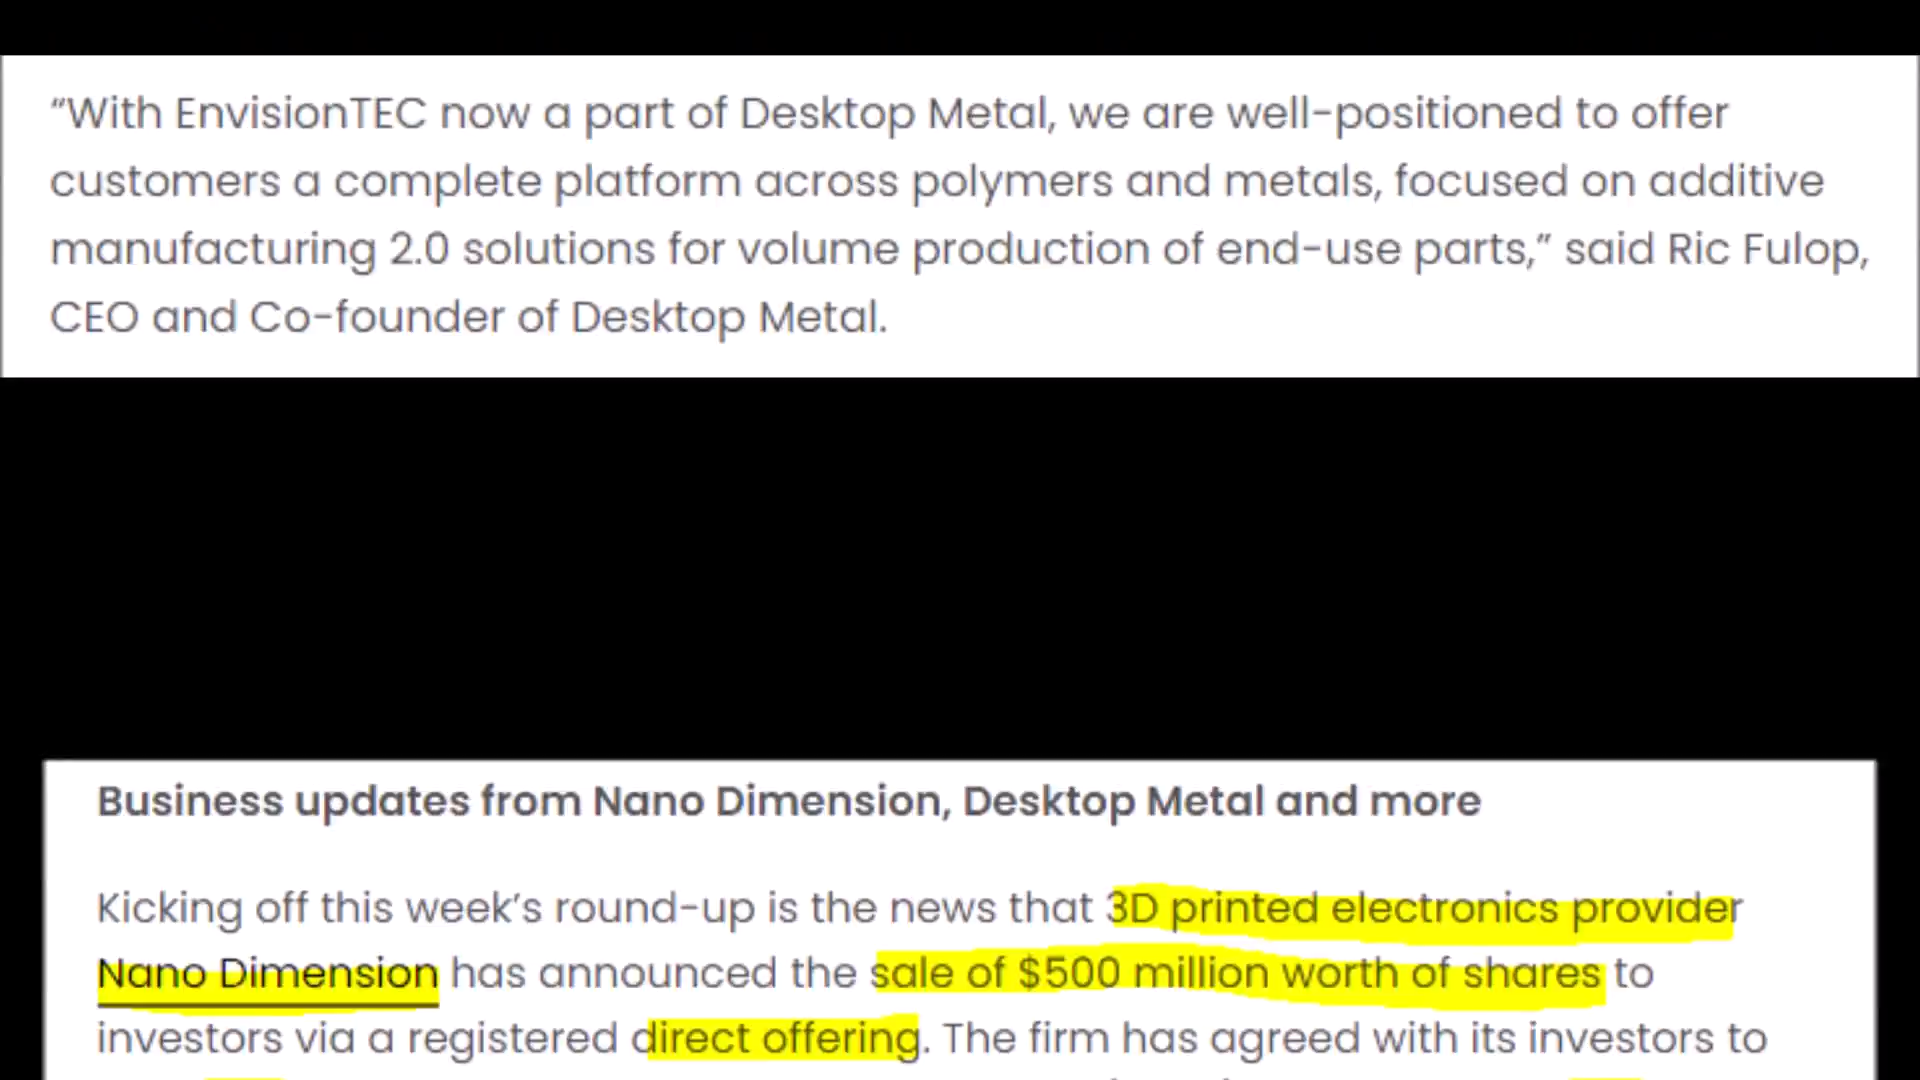 “With EnvisionTEC now a part of Desktop Metal, we are well-positioned to offer
customers a complete platform across polymers and metals, focused on additive
manufacturing 2.0 solutions for volume production of end-use parts,” said Ric Fulop,
CEO and Co-founder of Desktop Metal.
Business updates from Nano Dimension, Desktop Metal and more
Kicking off this week’s round-up is the news that 3D printed electronics provider
Nano Dimension has announced the sale of $500 million worth of shares to
investors via a registered direct offering. The firm has agreed with its investors to